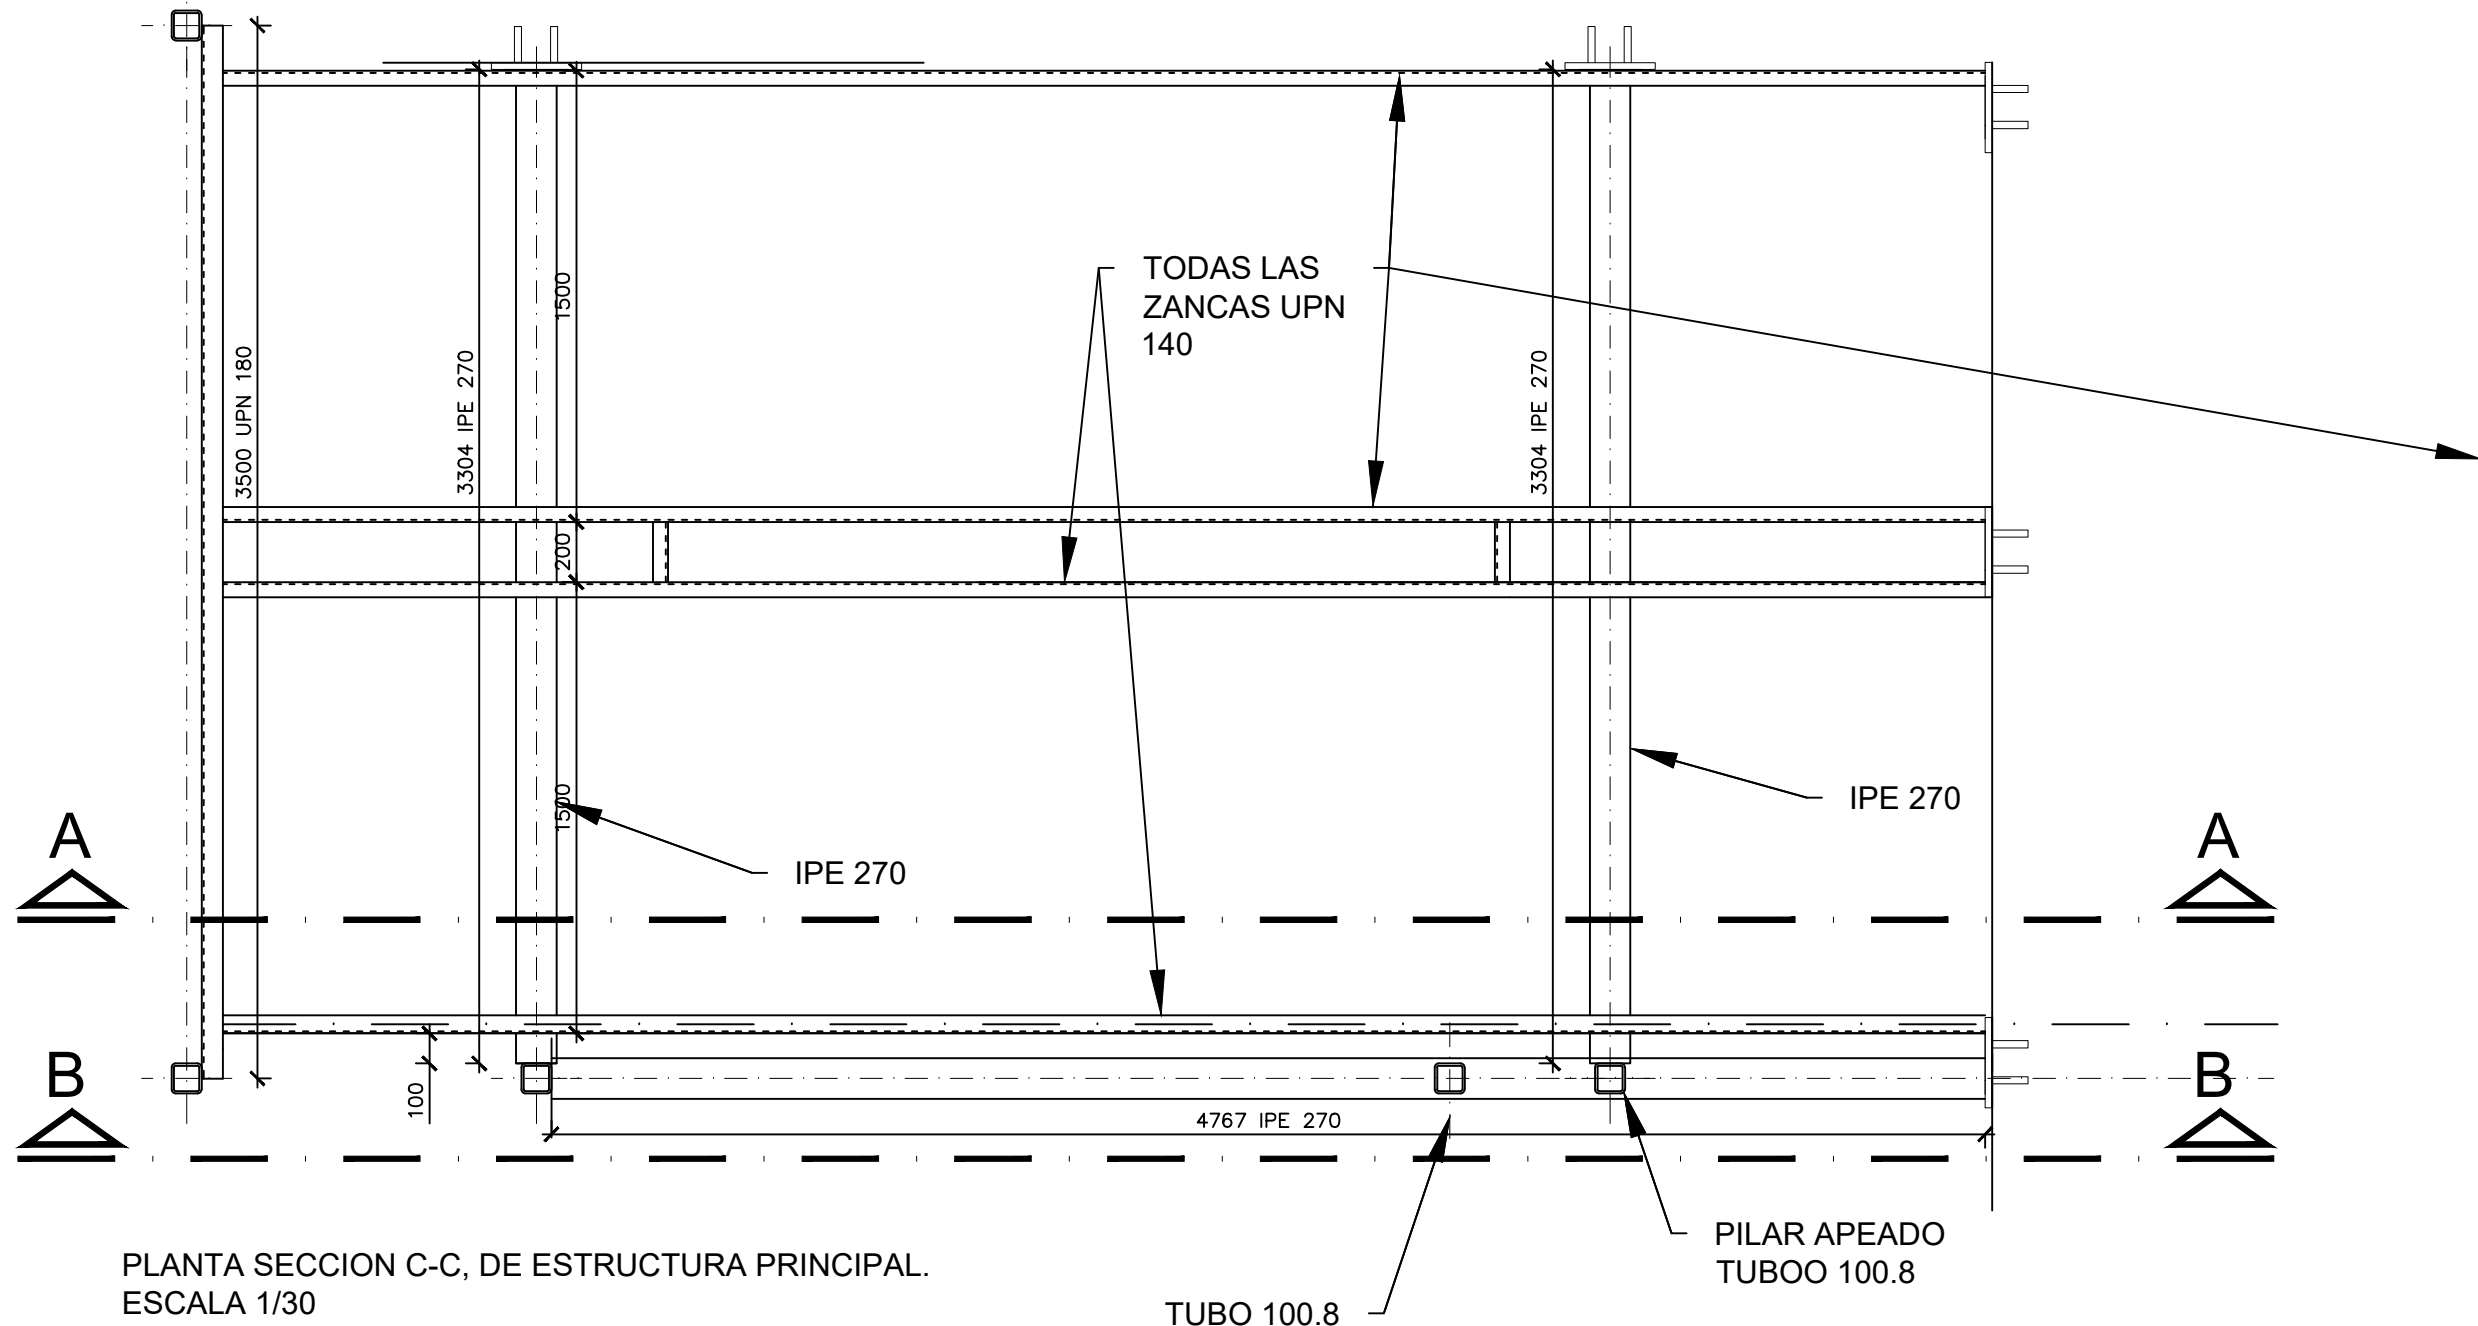 TODAS LAS
ZANCAS UPN
140
1500
3500 UPN 180
3304 IPE 270
3304 IPE 270
200
1500
IPE 270
IPE 270
A
A
B
B
100
4767 IPE 270
PILAR APEADO
TUBOO 100.8
PLANTA SECCION C-C, DE ESTRUCTURA PRINCIPAL.
ESCALA 1/30
TUBO 100.8